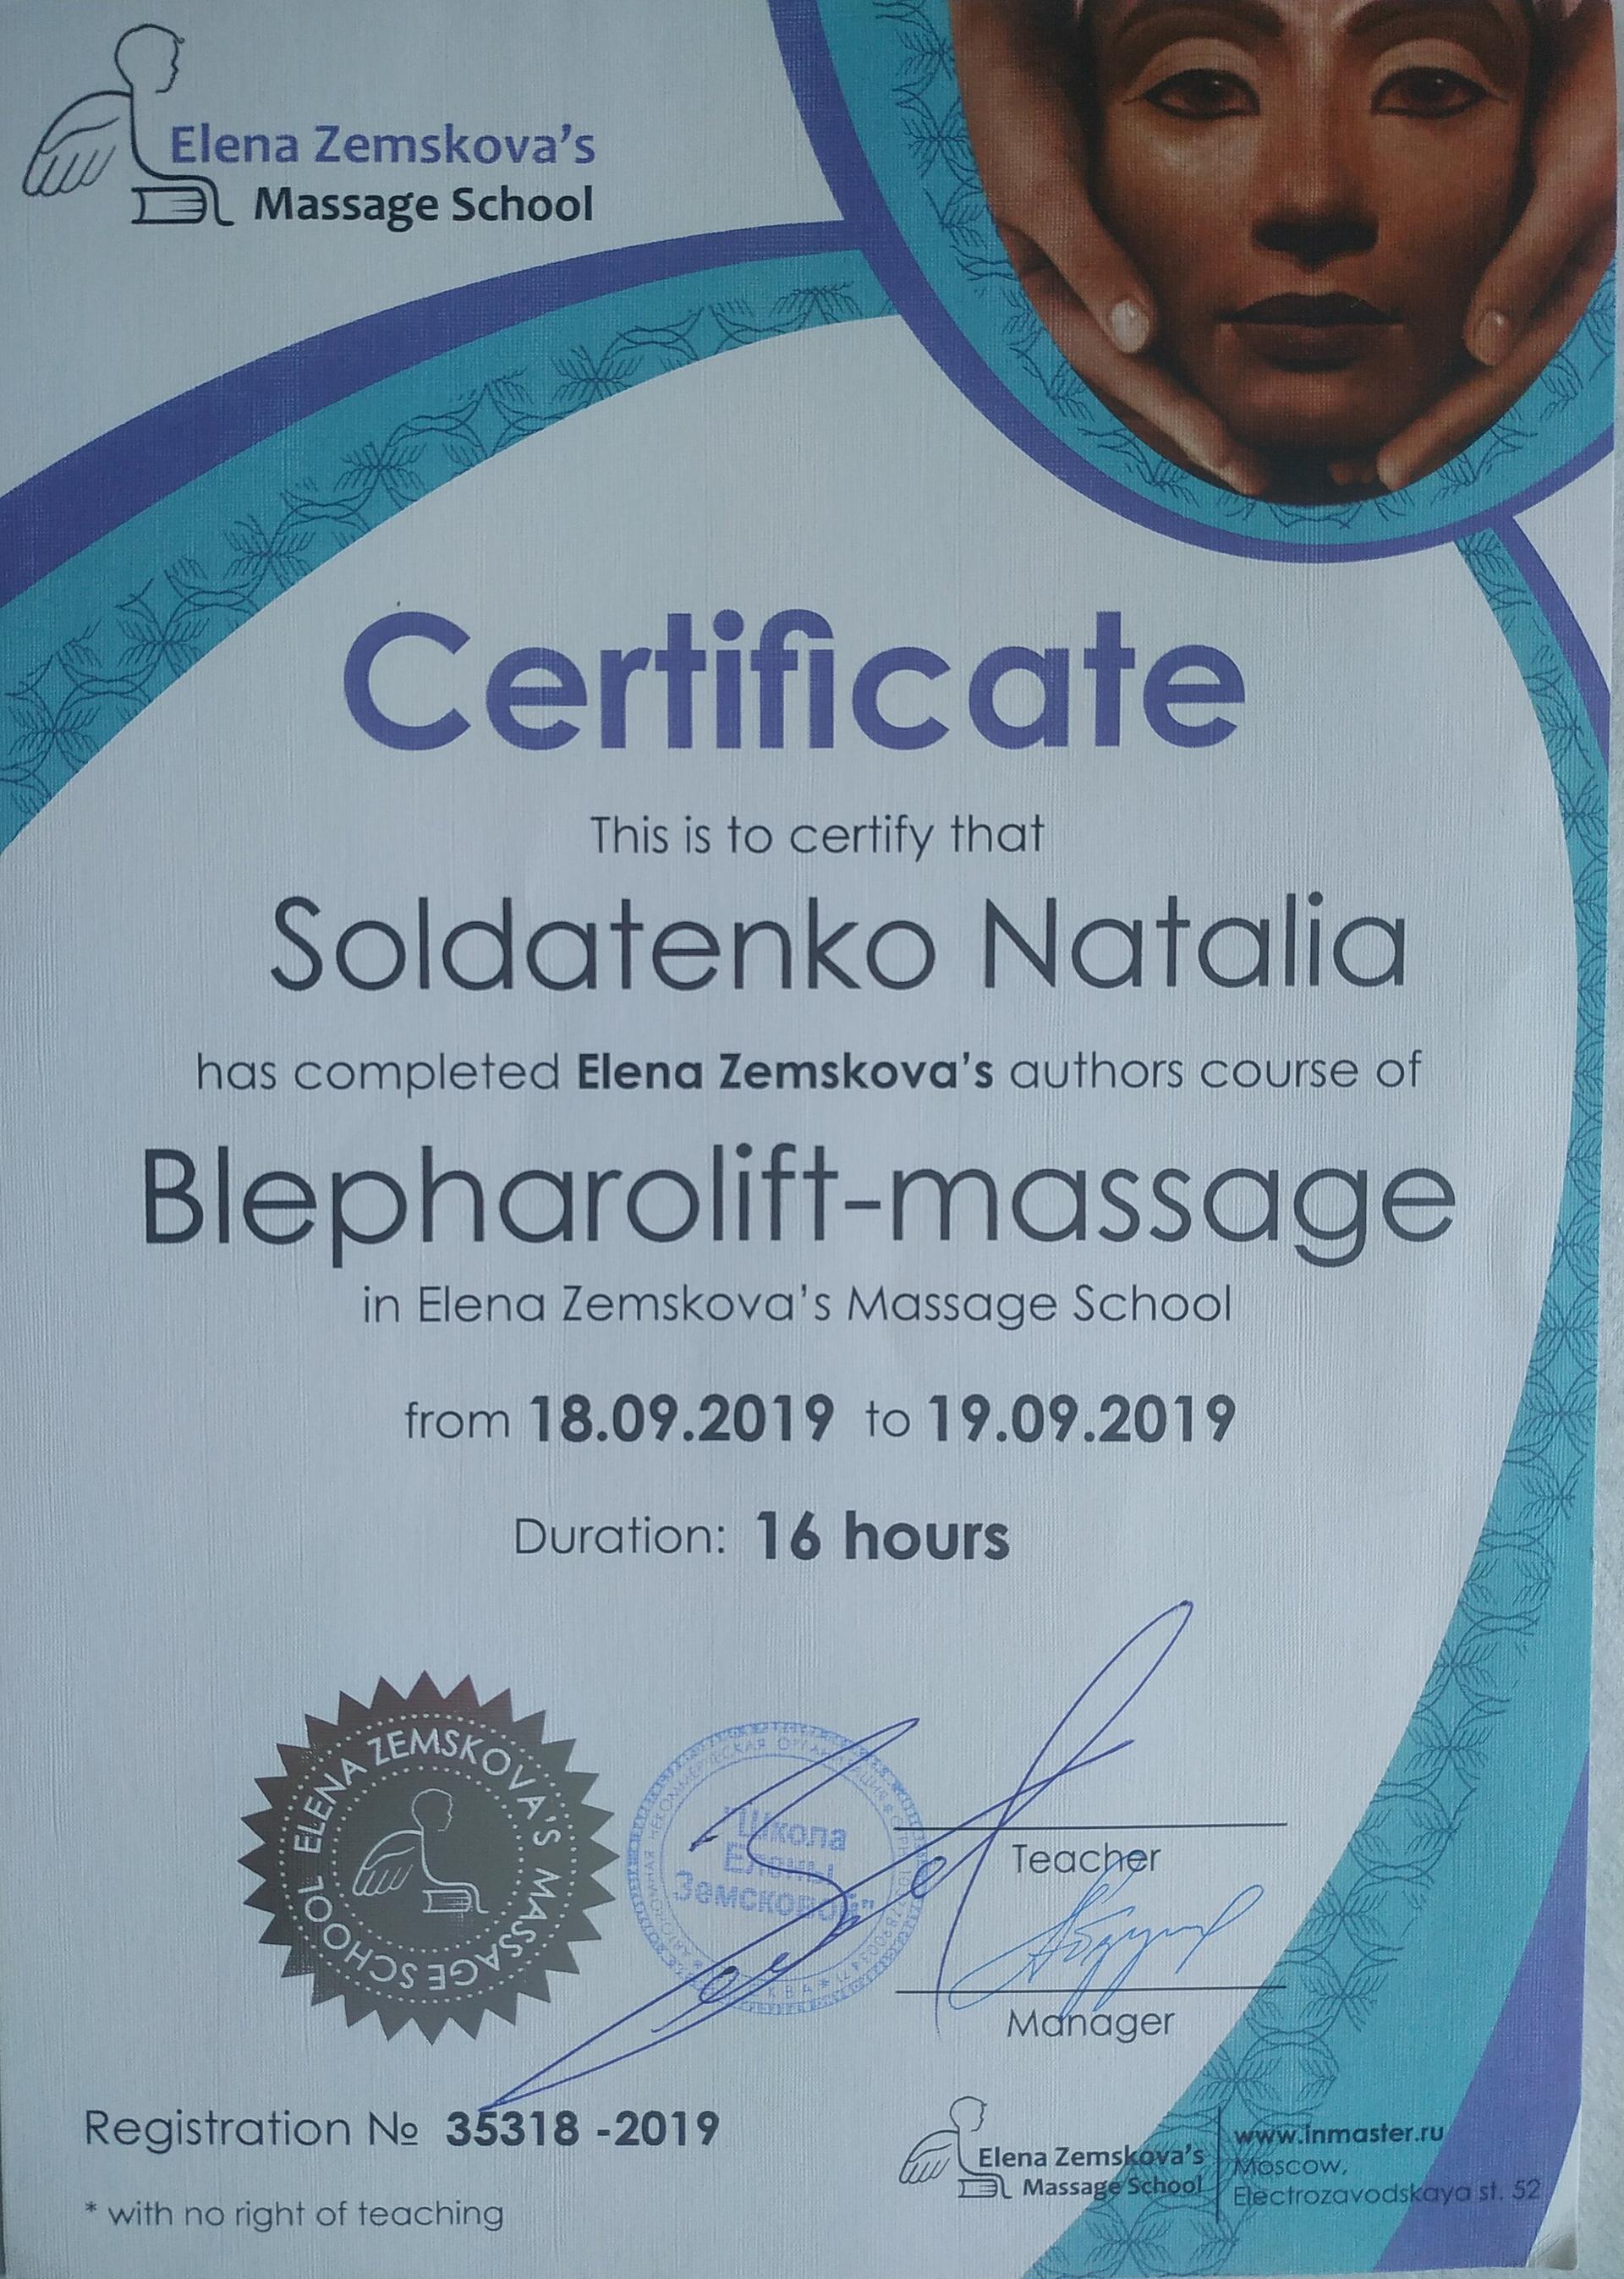 Elena Zemskova's
Massage School
Certificate
This is to certify that
Soldatenko Natalia
has completed Elena Zemskova's authors course of
Blepharolift-massage
in Elena Zemskova's Massage School
from 18.09.2019 to 19.09.2019
Duration: 16 hours
ELENA ZEMSKOVA'S MASSAGE SCHOOL
"Школа
Елены
Земсковой"
Teacher
Manager
Registration № 35318 -2019
* with no right of teaching
Elena Zemskova's
Massage School
www.inmaster.ru
Moscow,
Electrozavodskaya st. 52